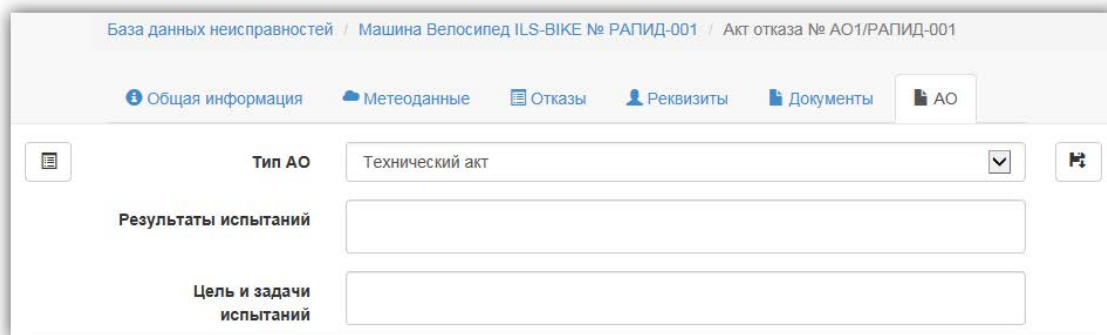 База данных неисправностей / Машина Велосипед ILS-BIKE № РАПИД-001 / Акт отказа № АО1/РАПИД-001
Общая информация Метеоданные Отказы Реквизиты Документы АО
Тип АО Технический акт
Результаты испытаний
Цель и задачи
испытаний